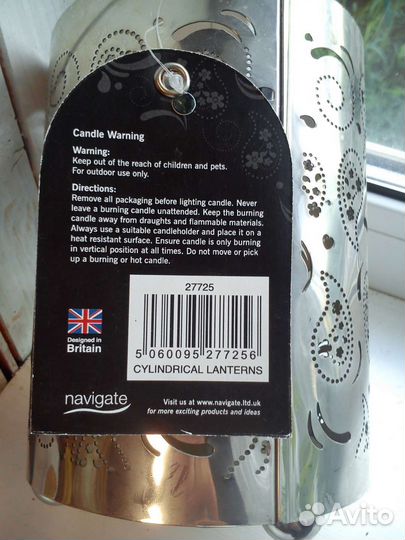 Candle Warning
Warning:
Keep out of the reach of children and pets.
For outdoor use only.
Directions:
Remove all packaging before lighting candle. Never
leave a burning candle unattended. Keep the burning
candle away from draughts and flammable materials.
Always use a suitable candleholder and place it on a
heat resistant surface. Ensure candle is only burning
in vertical position at all times. Do not move or pick
up a burning or hot candle.
27725
5 060095 277256
CYLINDRICAL LANTERNS
Designed in
Britain
navigate
Visit us at www.navigate.ltd.uk
for more exciting products and ideas
Avito